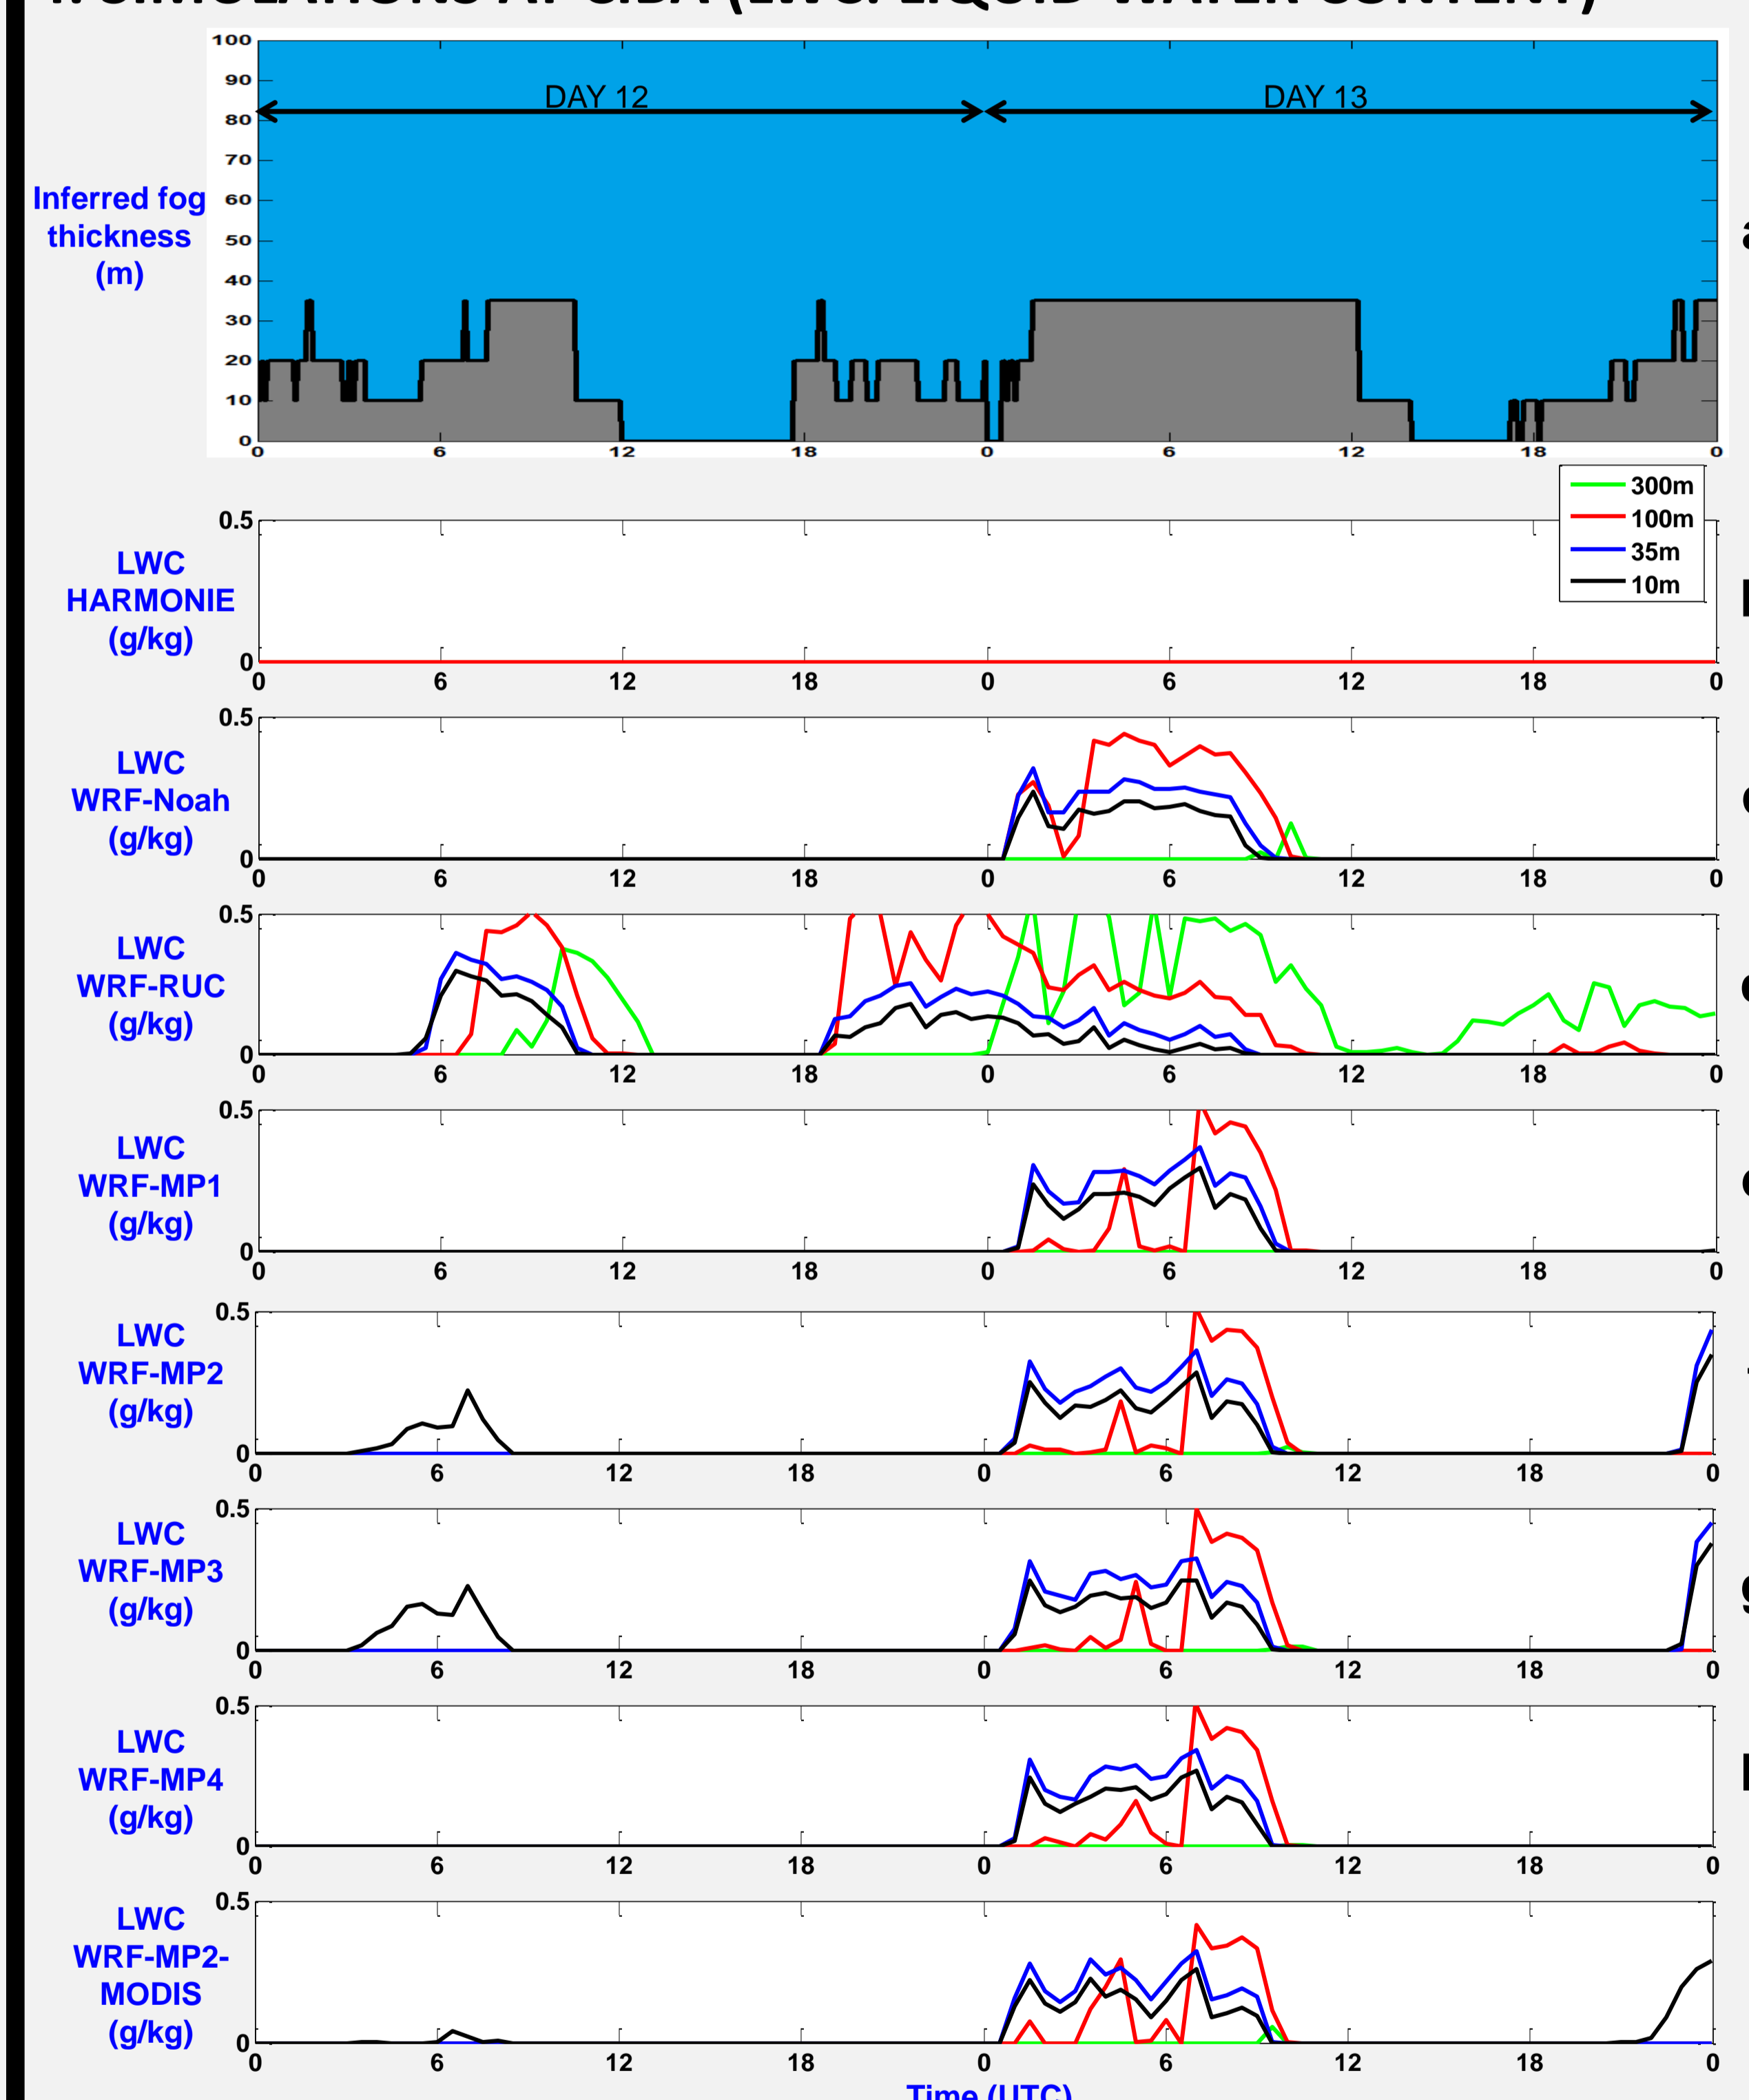 100
90
DAY 12
DAY 13
80
70
Inferred fog
thickness
(m)
60
50
40
30
20
10
0
0 6 12 18 0 6 12 18 0
300m
100m
35m
10m
LWC
HARMONIE
(g/kg)
0.5
0
0 6 12 18 0 6 12 18 0
LWC
WRF-Noah
(g/kg)
0.5
0
0 6 12 18 0 6 12 18 0
LWC
WRF-RUC
(g/kg)
0.5
0
0 6 12 18 0 6 12 18 0
LWC
WRF-MP1
(g/kg)
0.5
0
0 6 12 18 0 6 12 18 0
LWC
WRF-MP2
(g/kg)
0.5
0
0 6 12 18 0 6 12 18 0
LWC
WRF-MP3
(g/kg)
0.5
0
0 6 12 18 0 6 12 18 0
LWC
WRF-MP4
(g/kg)
0.5
0
0 6 12 18 0 6 12 18 0
LWC
WRF-MP2-
MODIS
(g/kg)
0.5
0
0 6 12 18 0 6 12 18 0
Time (UTC)